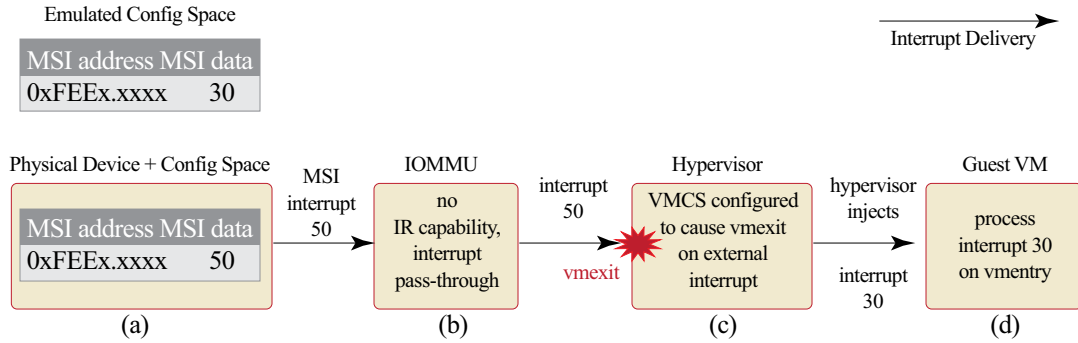 Emulated Config Space
MSI address MSI data
0xFEEx.xxxx 30
Interrupt Delivery
Physical Device + Config Space
MSI address MSI data
0xFEEx.xxxx 50
(a)
MSI
interrupt
50
IOMMU
no
IR capability,
interrupt
pass-through
(b)
interrupt
50
vmexit
Hypervisor
VMCS configured
to cause vmexit
on external
interrupt
(c)
hypervisor
injects
interrupt
30
Guest VM
process
interrupt 30
on vmentry
(d)